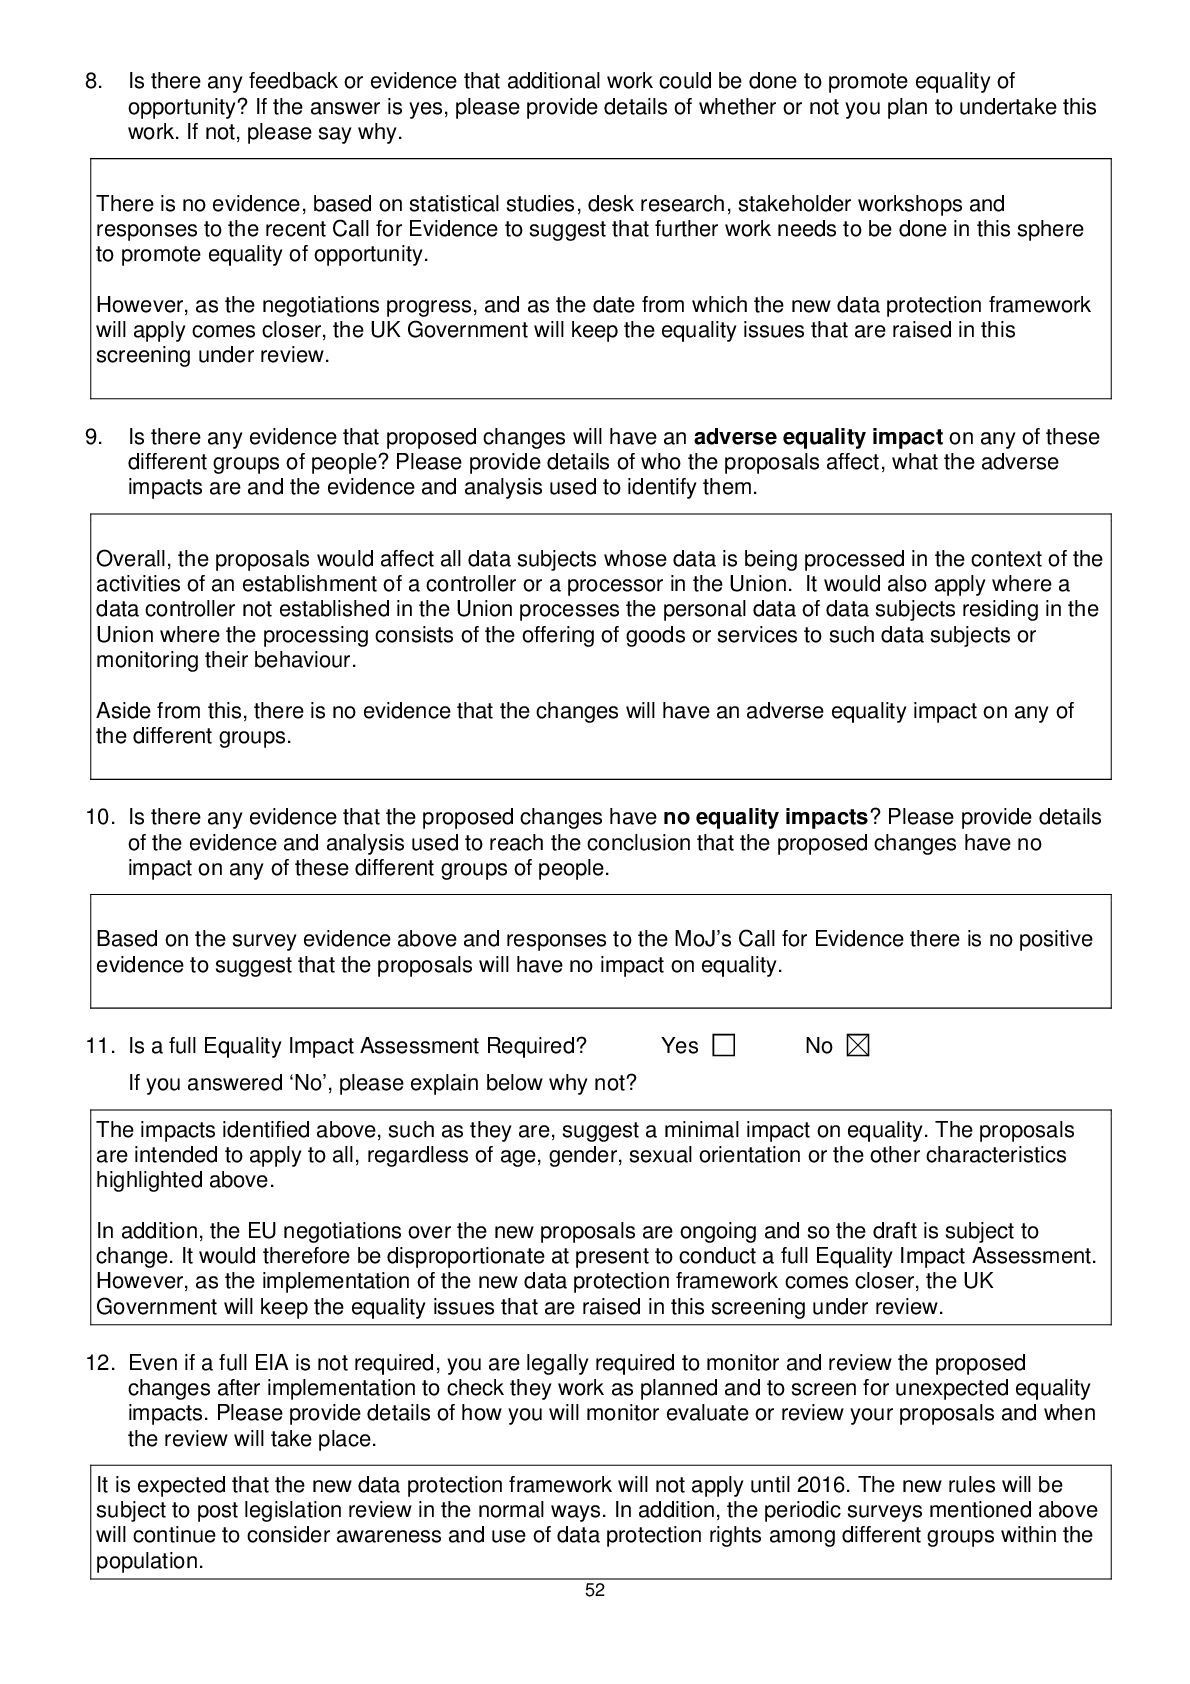 8. Is there any feedback or evidence that additional work could be done to promote equality of
opportunity? If the answer is yes, please provide details of whether or not you plan to undertake this
work. If not, please say why.
There is no evidence, based on statistical studies, desk research, stakeholder workshops and
responses to the recent Call for Evidence to suggest that further work needs to be done in this sphere
to promote equality of opportunity.
However, as the negotiations progress, and as the date from which the new data protection framework
will apply comes closer, the UK Government will keep the equality issues that are raised in this
screening under review.
9. Is there any evidence that proposed changes will have an adverse equality impact on any of these
different groups of people? Please provide details of who the proposals affect, what the adverse
impacts are and the evidence and analysis used to identify them.
Overall, the proposals would affect all data subjects whose data is being processed in the context of the
activities of an establishment of a controller or a processor in the Union. It would also apply where a
data controller not established in the Union processes the personal data of data subjects residing in the
Union where the processing consists of the offering of goods or services to such data subjects or
monitoring their behaviour.
Aside from this, there is no evidence that the changes will have an adverse equality impact on any of
the different groups.
10. Is there any evidence that the proposed changes have no equality impacts? Please provide details
of the evidence and analysis used to reach the conclusion that the proposed changes have no
impact on any of these different groups of people.
Based on the survey evidence above and responses to the MoJ's Call for Evidence there is no positive
evidence to suggest that the proposals will have no impact on equality.
11. Is a full Equality Impact Assessment Required? Yes ☐ No ☒
If you answered ‘No’, please explain below why not?
The impacts identified above, such as they are, suggest a minimal impact on equality. The proposals
are intended to apply to all, regardless of age, gender, sexual orientation or the other characteristics
highlighted above.
In addition, the EU negotiations over the new proposals are ongoing and so the draft is subject to
change. It would therefore be disproportionate at present to conduct a full Equality Impact Assessment.
However, as the implementation of the new data protection framework comes closer, the UK
Government will keep the equality issues that are raised in this screening under review.
12. Even if a full EIA is not required, you are legally required to monitor and review the proposed
changes after implementation to check they work as planned and to screen for unexpected equality
impacts. Please provide details of how you will monitor evaluate or review your proposals and when
the review will take place.
It is expected that the new data protection framework will not apply until 2016. The new rules will be
subject to post legislation review in the normal ways. In addition, the periodic surveys mentioned above
will continue to consider awareness and use of data protection rights among different groups within the
population.
52